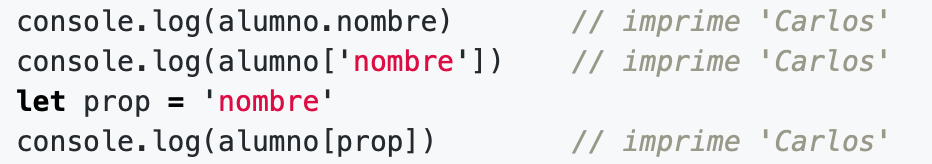 console.log(alumno.nombre)       // imprime 'Carlos'
console.log(alumno['nombre'])    // imprime 'Carlos'
let prop = 'nombre'
console.log(alumno[prop])        // imprime 'Carlos'